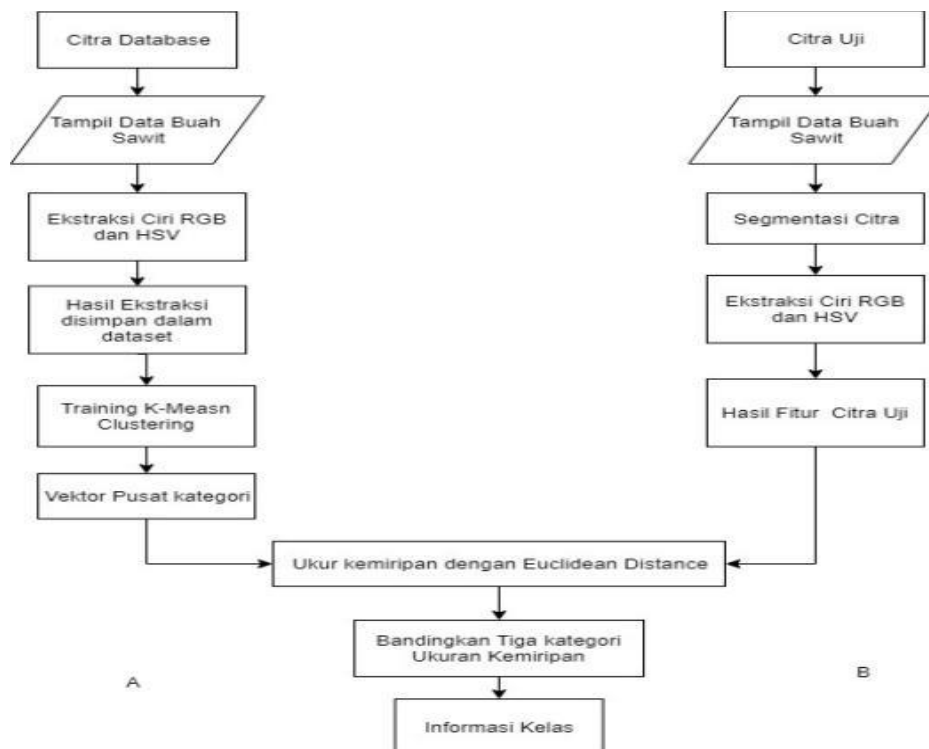 Citra Database
Tampil Data Buah
Sawit
Ekstraksi Ciri RGB
dan HSV
Hasil Ekstraksi
disimpan dalam
dataset
Training K-Measn
Clustering
Vektor Pusat kategori
Citra Uji
Tampil Data Buah
Sawit
Segmentasi Citra
Ekstraksi Ciri RGB
dan HSV
Hasil Fitur Citra Uji
Ukur kemiripan dengan Euclidean Distance
Bandingkan Tiga kategori
Ukuran Kemiripan
Informasi Kelas
A
B